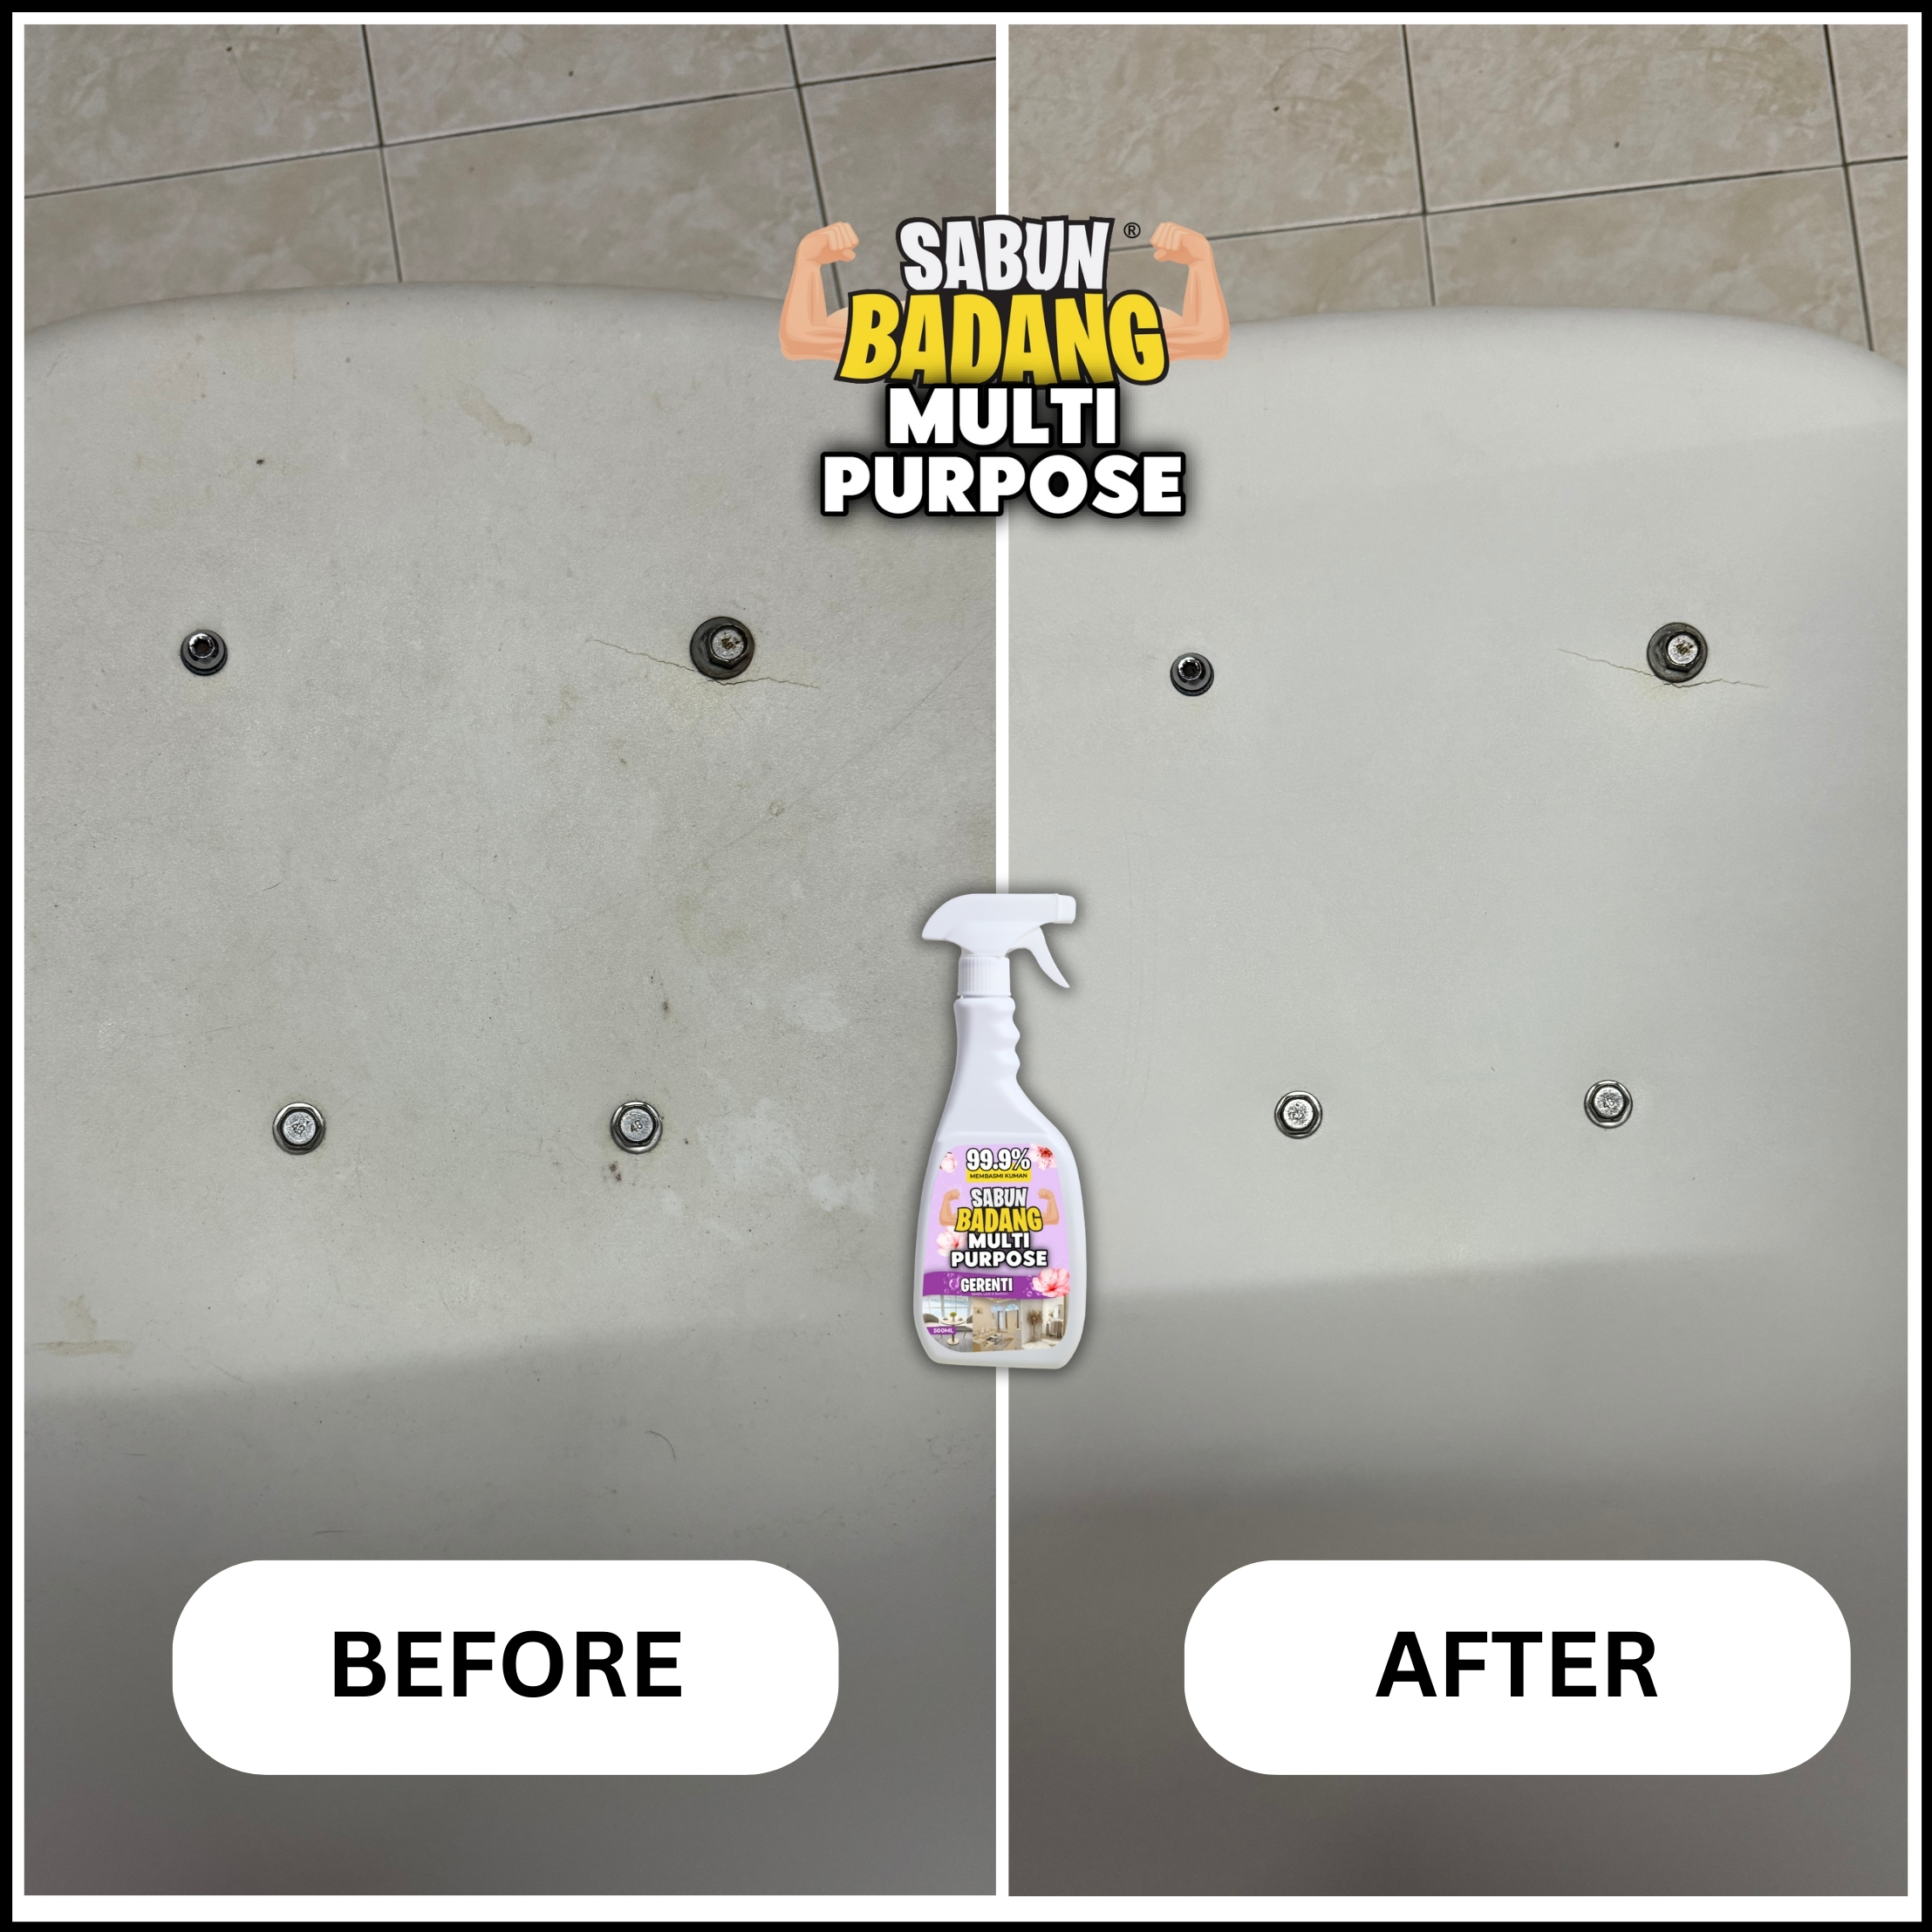 SABUN ®
BADANG
MULTI
PURPOSE
99.9%
MEMBASMI KUMAN
SABUN
BADANG
MULTI
PURPOSE
GERENTI
500ML
BEFORE
AFTER